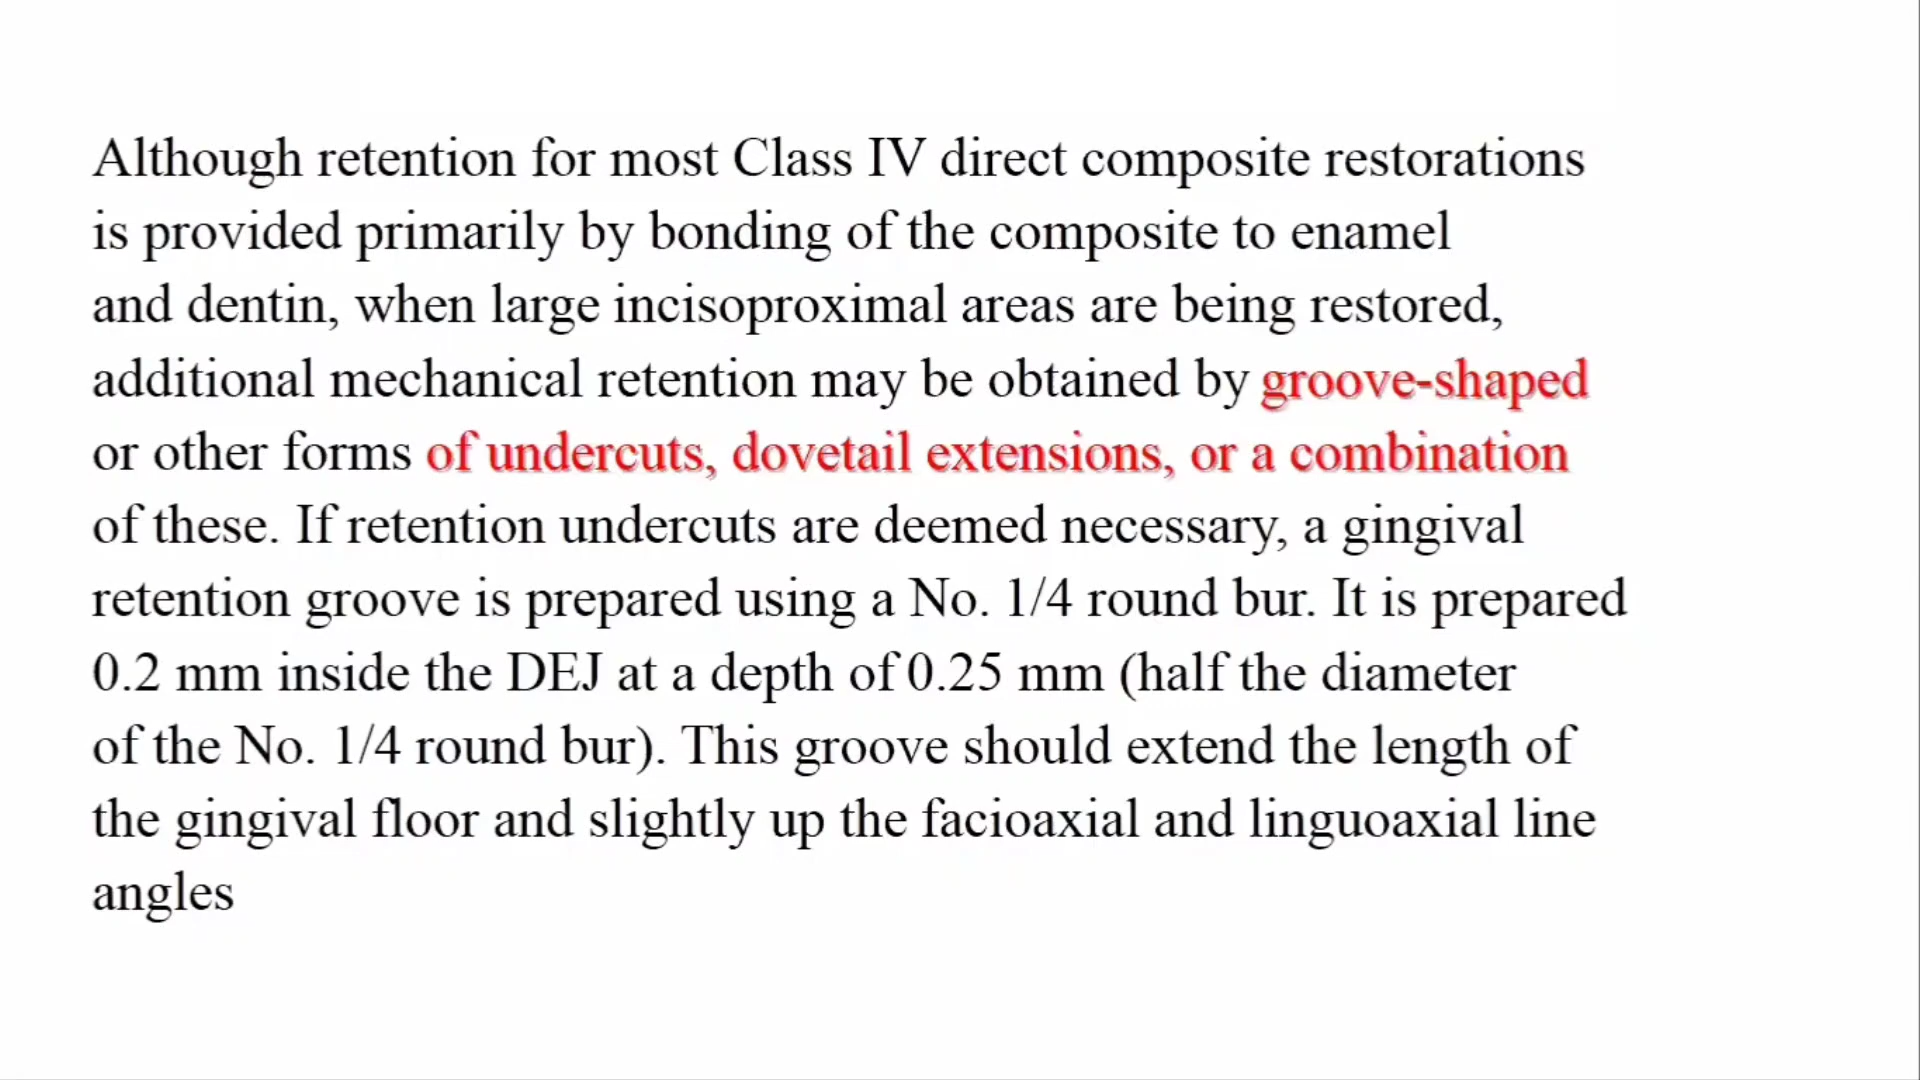 Although retention for most Class IV direct composite restorations
is provided primarily by bonding of the composite to enamel
and dentin, when large incisoproximal areas are being restored,
additional mechanical retention may be obtained by groove-shaped
or other forms of undercuts, dovetail extensions, or a combination
of these. If retention undercuts are deemed necessary, a gingival
retention groove is prepared using a No. 1/4 round bur. It is prepared
0.2 mm inside the DEJ at a depth of 0.25 mm (half the diameter
of the No. 1/4 round bur). This groove should extend the length of
the gingival floor and slightly up the facioaxial and linguoaxial line
angles